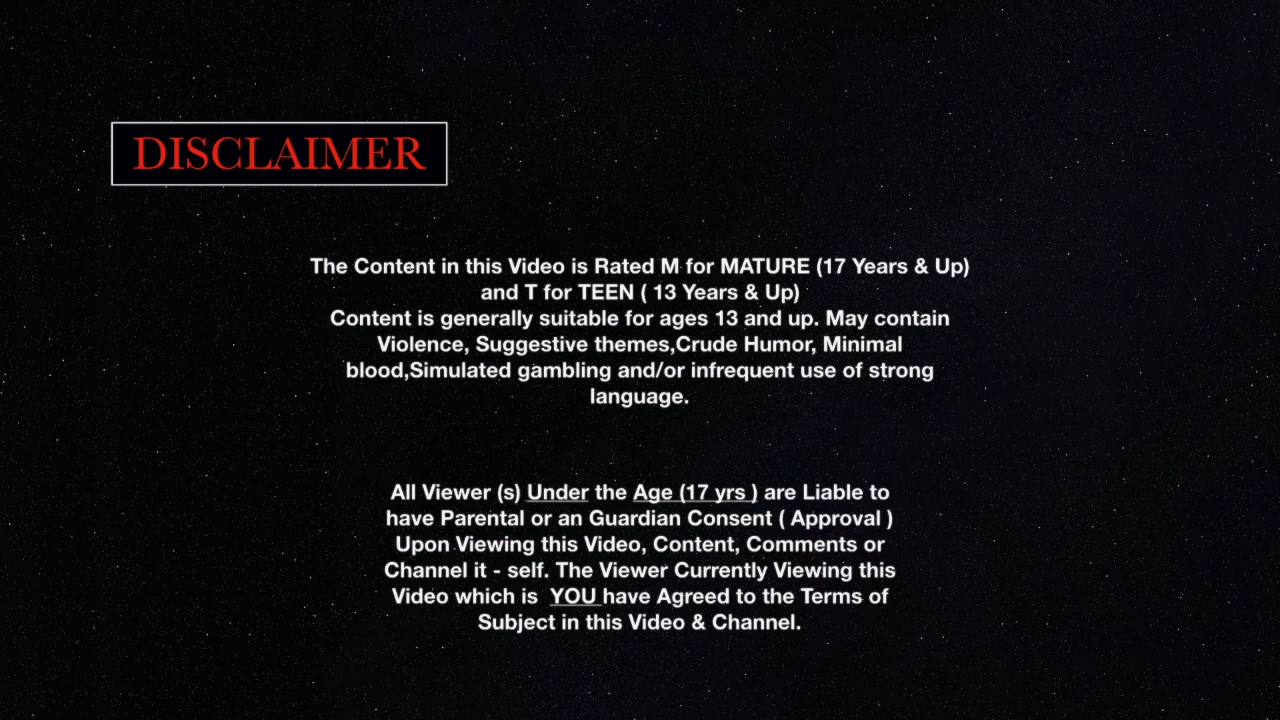 DISCLAIMER
The Content in this Video is Rated M for MATURE (17 Years & Up)
and T for TEEN ( 13 Years & Up)
Content is generally suitable for ages 13 and up. May contain
Violence, Suggestive themes,Crude Humor, Minimal
blood,Simulated gambling and/or infrequent use of strong
language.
All Viewer (s) Under the Age (17 yrs ) are Liable to
have Parental or an Guardian Consent ( Approval )
Upon Viewing this Video, Content, Comments or
Channel it - self. The Viewer Currently Viewing this
Video which is  YOU have Agreed to the Terms of
Subject in this Video & Channel.